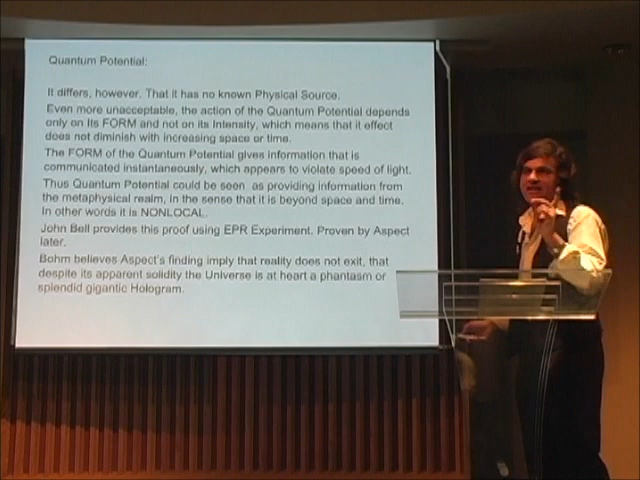 Quantum Potential:
It differs, however. That it has no known Physical Source.
Even more unacceptable, the action of the Quantum Potential depends
only on Its FORM and not on its Intensity, which means that it effect
does not diminish with increasing space or time.
The FORM of the Quantum Potential gives information that is
communicated instantaneously, which appears to violate speed of light.
Thus Quantum Potential could be seen as providing information from
the metaphysical realm, in the sense that it is beyond space and time.
In other words it is NONLOCAL.
John Bell provides this proof using EPR Experiment. Proven by Aspect
later.
Bohm believes Aspect's finding imply that reality does not exit, that
despite its apparent solidity the Universe is at heart a phantasm or
splendid gigantic Hologram.